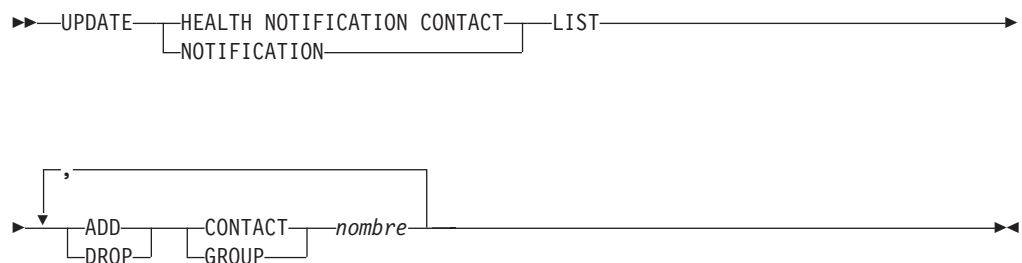 UPDATE HEALTH NOTIFICATION CONTACT LIST
NOTIFICATION
,
ADD CONTACT nombre
DROP GROUP